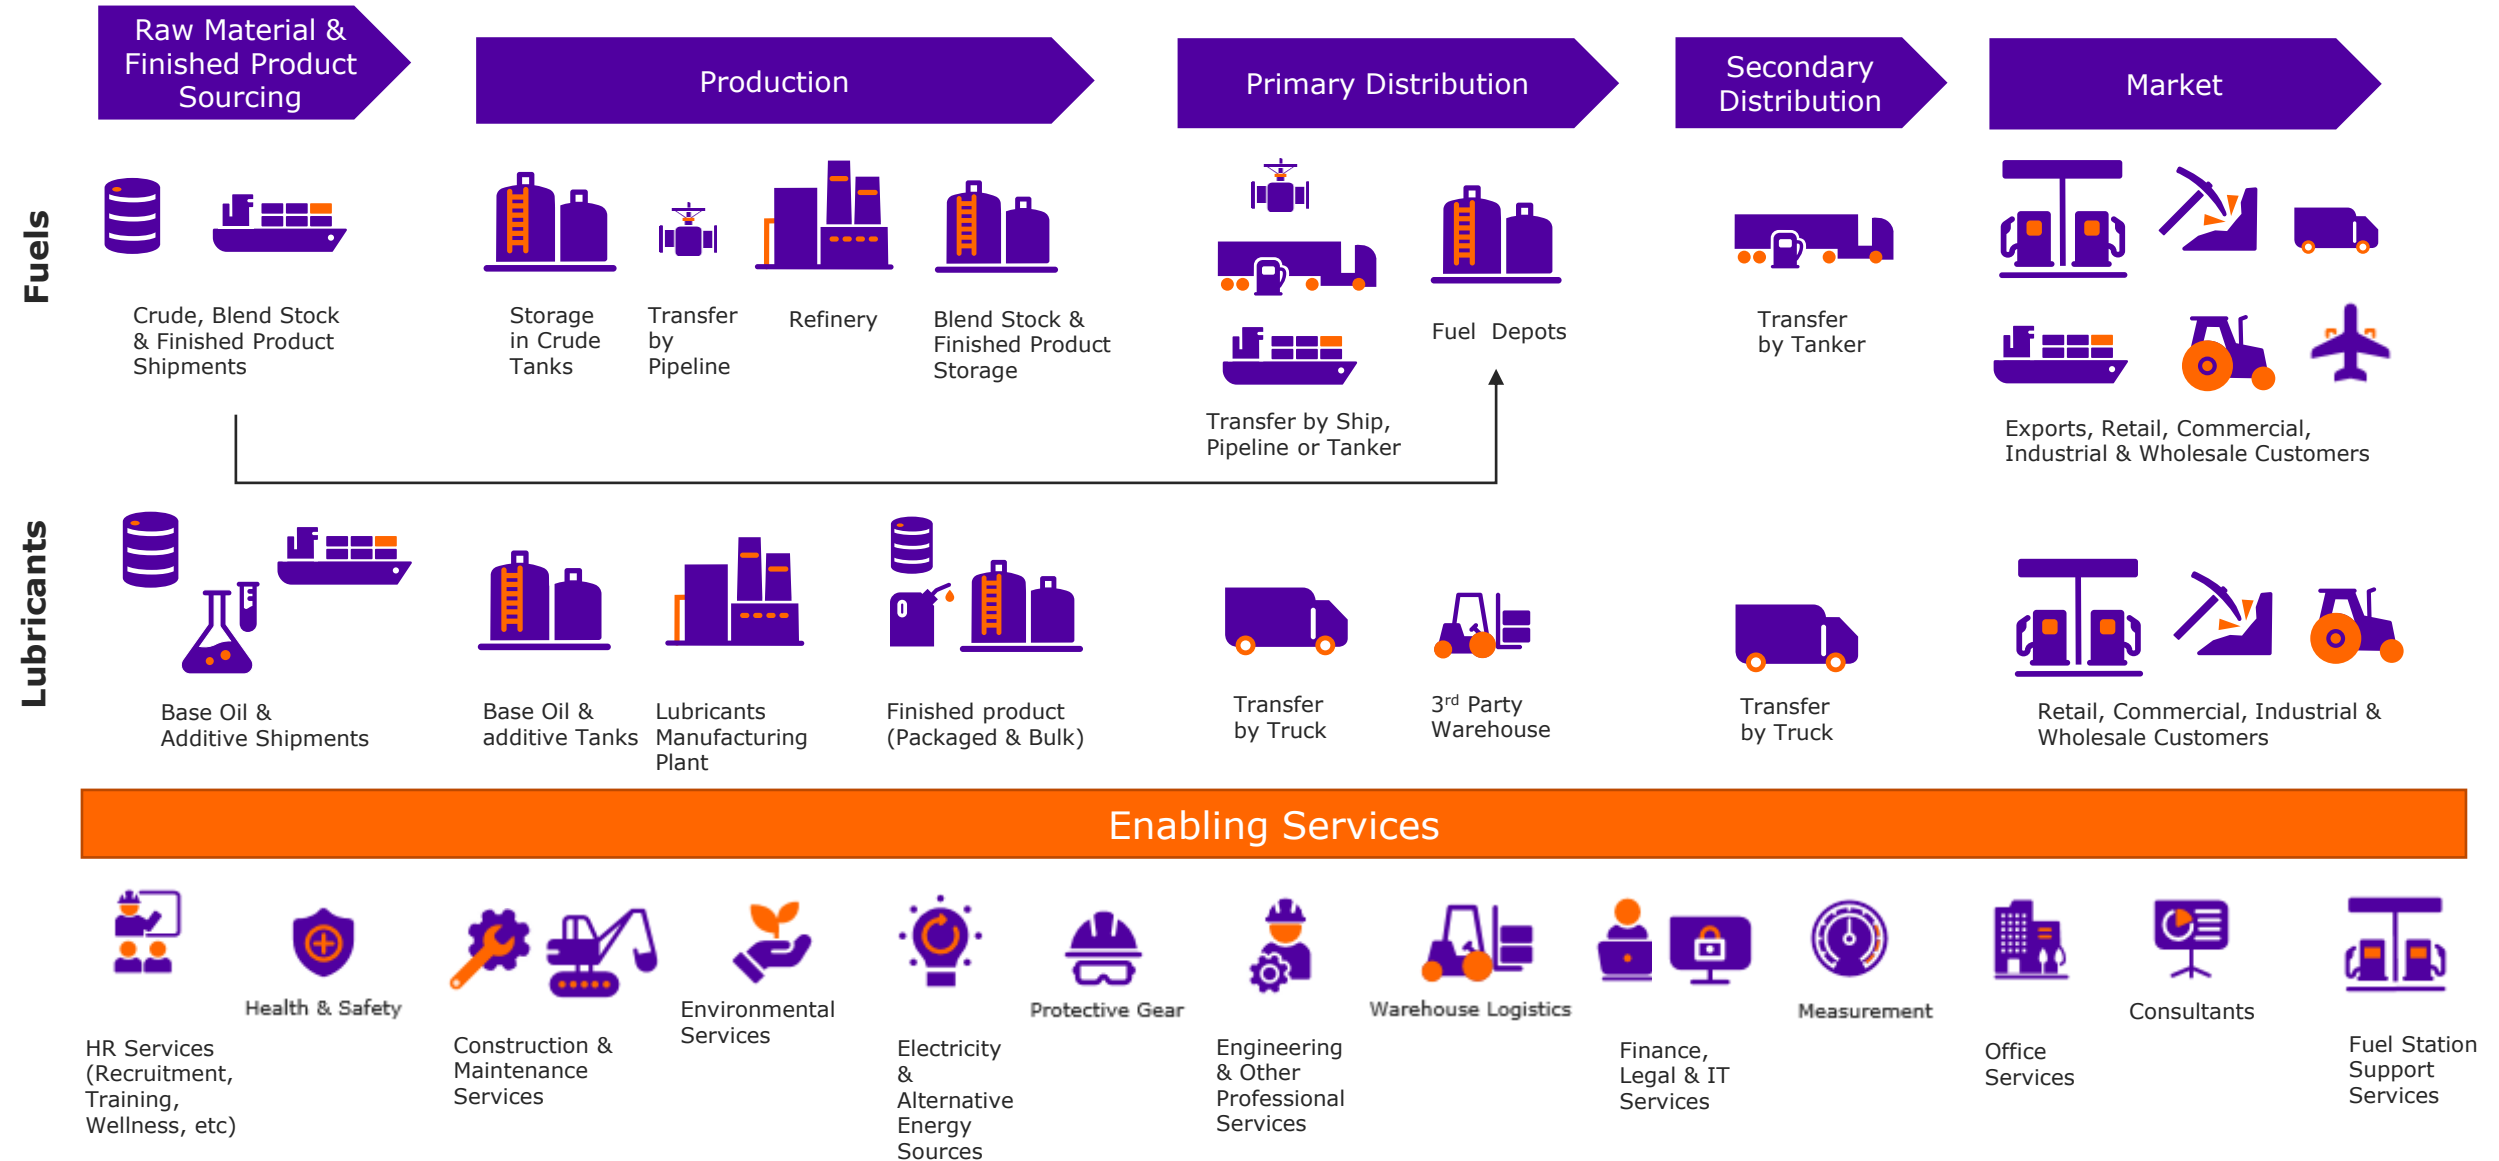 Raw Material &
Finished Product
Sourcing
Production
Primary Distribution
Secondary
Distribution
Market
Fuels
Crude, Blend Stock
& Finished Product
Shipments
Storage
in Crude
Tanks
Transfer
by
Pipeline
Refinery
Blend Stock &
Finished Product
Storage
Transfer by Ship,
Pipeline or Tanker
Fuel  Depots
Transfer
by Tanker
Exports, Retail, Commercial,
Industrial & Wholesale Customers
Lubricants
Base Oil &
Additive Shipments
Base Oil &
additive Tanks
Lubricants
Manufacturing
Plant
Finished product
(Packaged & Bulk)
Transfer
by Truck
3rd Party
Warehouse
Transfer
by Truck
Retail, Commercial, Industrial &
Wholesale Customers
Enabling Services
HR Services
(Recruitment,
Training,
Wellness, etc)
Health & Safety
Construction &
Maintenance
Services
Environmental
Services
Electricity
&
Alternative
Energy
Sources
Protective Gear
Engineering
& Other
Professional
Services
Warehouse Logistics
Finance,
Legal & IT
Services
Measurement
Office
Services
Consultants
Fuel Station
Support
Services